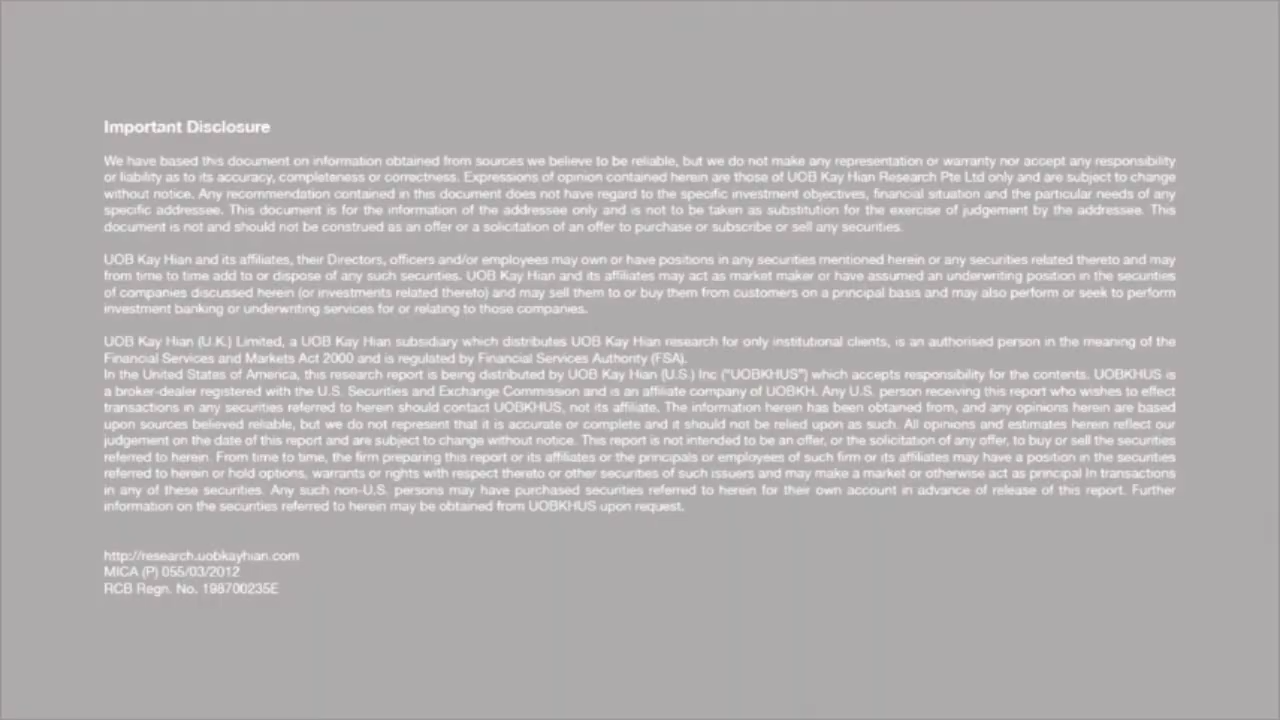 Important Disclosure
We have based this document on information obtained from sources we believe to be reliable, but we do not make any representation or warranty nor accept any responsibility
or liability as to its accuracy, completeness or correctness. Expressions of opinion contained herein are those of UOB Kay Hian Research Pte Ltd only and are subject to change
without notice. Any recommendation contained in this document does not have regard to the specific investment objectives, financial situation and the particular needs of any
specific addressee. This document is for the information of the addressee only and is not to be taken as substitution for the exercise of judgement by the addressee. This
document is not and should not be construed as an offer or a solicitation of an offer to purchase or subscribe or sell any securities.
UOB Kay Hian and its affiliates, their Directors, officers and/or employees may own or have positions in any securities mentioned herein or any securities related thereto and may
from time to time add to or dispose of any such securities. UOB Kay Hian and its affiliates may act as market maker or have assumed an underwriting position in the securities
of companies discussed herein (or investments related thereto) and may sell them to or buy them from customers on a principal basis and may also perform or seek to perform
investment banking or underwriting services for or relating to those companies.
UOB Kay Hian (U.K.) Limited, a UOB Kay Hian subsidiary which distributes UOB Kay Hian research for only institutional clients, is an authorised person in the meaning of the
Financial Services and Markets Act 2000 and is regulated by Financial Services Authority (FSA).
In the United States of America, this research report is being distributed by UOB Kay Hian (U.S.) Inc ("UOBKHUS") which accepts responsibility for the contents. UOBKHUS is
a broker-dealer registered with the U.S. Securities and Exchange Commission and is an affiliate company of UOBKH. Any U.S. person receiving this report who wishes to effect
transactions in any securities referred to herein should contact UOBKHUS, not its affiliate. The information herein has been obtained from, and any opinions herein are based
upon sources believed reliable, but we do not represent that it is accurate or complete and it should not be relied upon as such. All opinions and estimates herein reflect our
judgement on the date of this report and are subject to change without notice. This report is not intended to be an offer, or the solicitation of any offer, to buy or sell the securities
referred to herein. From time to time, the firm preparing this report or its affiliates or the principals or employees of such firm or its affiliates may have a position in the securities
referred to herein or hold options, warrants or rights with respect thereto or other securities of such issuers and may make a market or otherwise act as principal In transactions
in any of these securities. Any such non-U.S. persons may have purchased securities referred to herein for their own account in advance of release of this report. Further
information on the securities referred to herein may be obtained from UOBKHUS upon request.
http://research.uobkayhian.com
MICA (P) 055/03/2012
RCB Regn. No. 198700235E